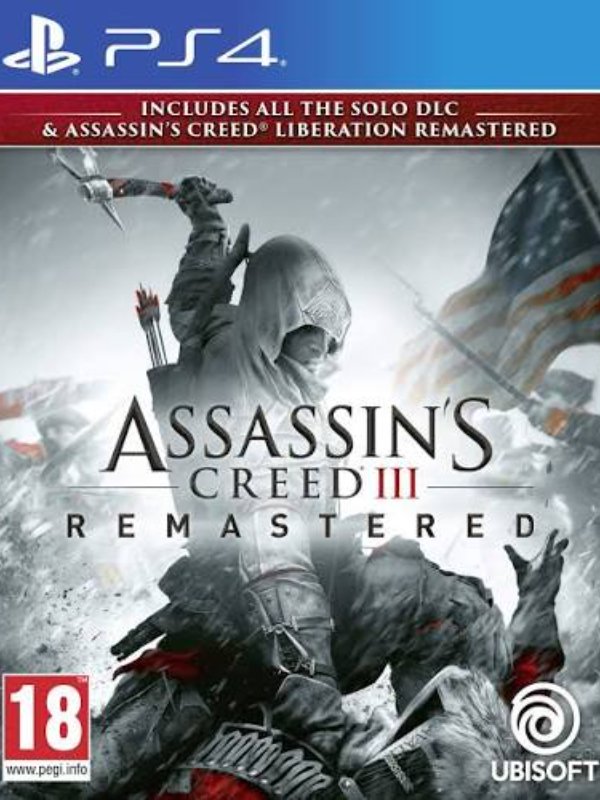 PS4
INCLUDES ALL THE SOLO DLC
& ASSASSIN'S CREED® LIBERATION REMASTERED
ASSASSIN'S
CREED III
REMASTERED
18
www.pegi.info
UBISOFT